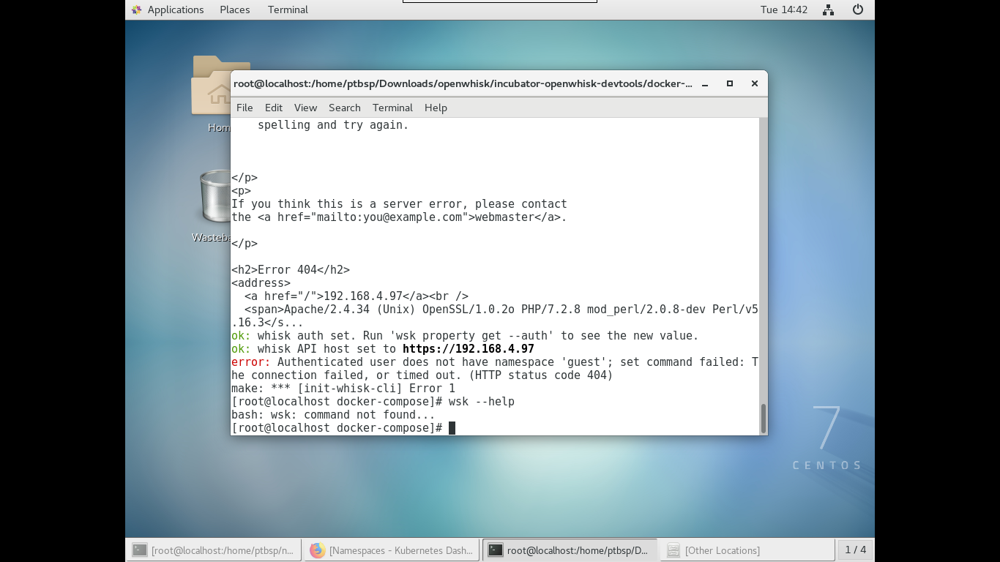 Applications Places Terminal Tue 14:42
root@localhost:/home/ptbsp/Downloads/openwhisk/incubator-openwhisk-devtools/docker-...
File Edit View Search Terminal Help
spelling and try again.
</p>
<p>
If you think this is a server error, please contact
the <a href="mailto:you@example.com">webmaster</a>.
</p>
<h2>Error 404</h2>
<address>
<a href="/">192.168.4.97</a><br />
<span>Apache/2.4.34 (Unix) OpenSSL/1.0.2o PHP/7.2.8 mod_perl/2.0.8-dev Perl/v5
.16.3</s...
ok: whisk auth set. Run 'wsk property get --auth' to see the new value.
ok: whisk API host set to https://192.168.4.97
error: Authenticated user does not have namespace 'guest'; set command failed: T
he connection failed, or timed out. (HTTP status code 404)
make: *** [init-whisk-cli] Error 1
[root@localhost docker-compose]# wsk --help
bash: wsk: command not found...
[root@localhost docker-compose]#
Hom
Wasteba
7
CENTOS
[root@localhost:/home/ptbsp/n... [Namespaces - Kubernetes Dash... root@localhost:/home/ptbsp/D... [Other Locations] 1 / 4